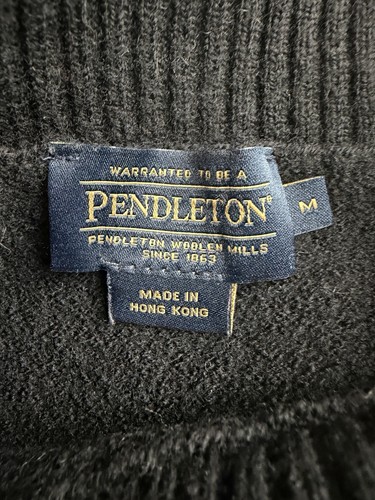 WARRANTED TO BE A
PENDLETON®
PENDLETON WOOLEN MILLS
SINCE 1863
M
MADE IN
HONG KONG